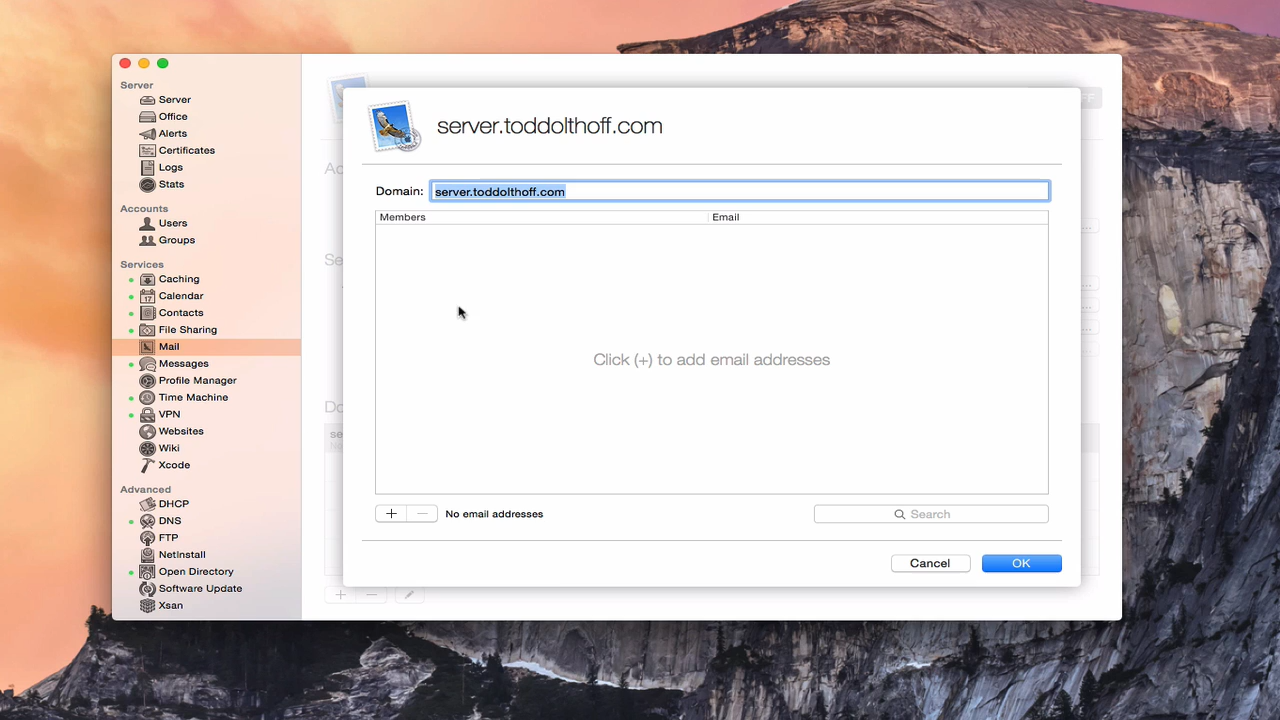 Server
Server
Office
Alerts
Certificates
Logs
Stats
Accounts
Users
Groups
Services
Caching
Calendar
17
Contacts
File Sharing
Mail
Messages
Profile Manager
Time Machine
VPN
Websites
Wiki
Xcode
Advanced
DHCP
DNS
FTP
NetInstall
Open Directory
Software Update
Xsan
server.toddolthoff.com
Domain: server.toddolthoff.com
Members Email
Click (+) to add email addresses
No email addresses
Search
Cancel OK